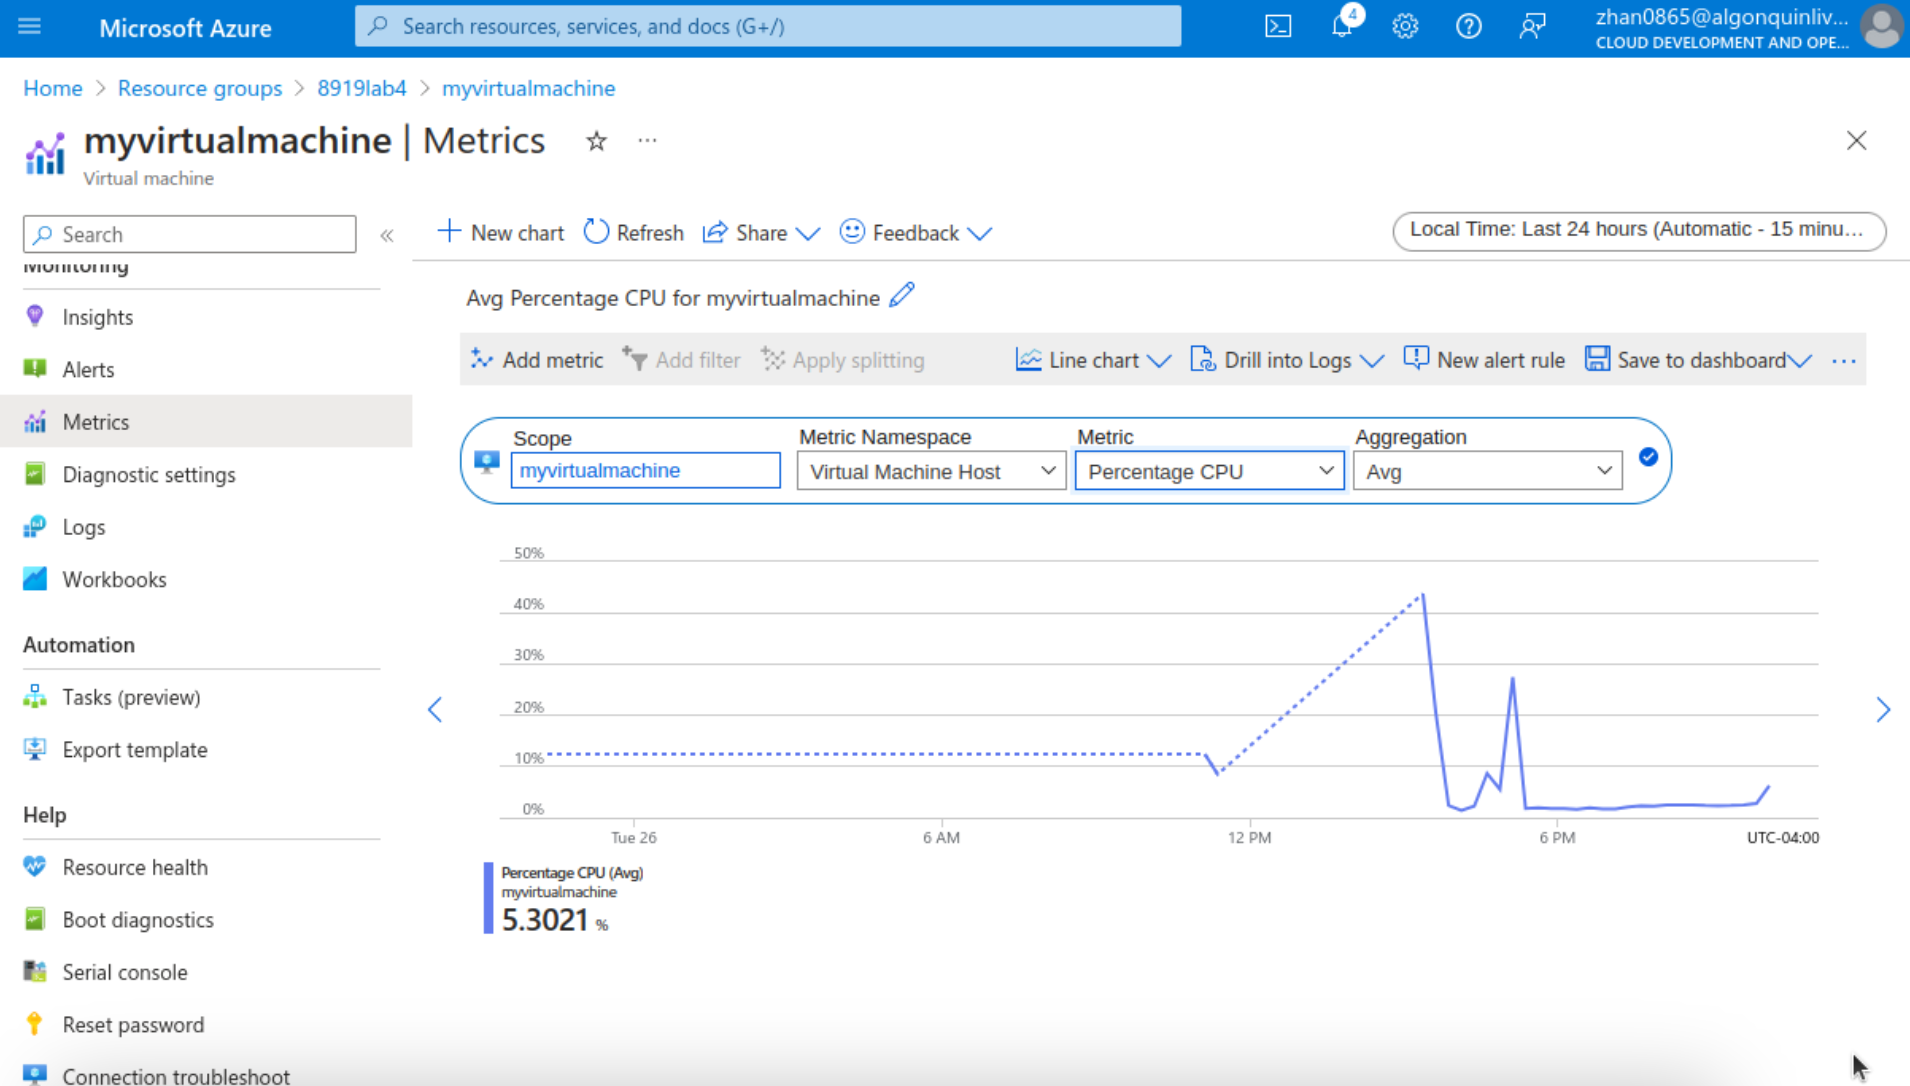 Microsoft Azure
Search resources, services, and docs (G+/)
4
zhan0865@algonquinliv...
CLOUD DEVELOPMENT AND OPE...
Home > Resource groups > 8919lab4 > myvirtualmachine
myvirtualmachine | Metrics
Virtual machine
Search
Monitoring
Insights
Alerts
Metrics
Diagnostic settings
Logs
Workbooks
Automation
Tasks (preview)
Export template
Help
Resource health
Boot diagnostics
Serial console
Reset password
Connection troubleshoot
New chart Refresh Share Feedback
Local Time: Last 24 hours (Automatic - 15 minu...
Avg Percentage CPU for myvirtualmachine
Add metric Add filter Apply splitting Line chart Drill into Logs New alert rule Save to dashboard
Scope Metric Namespace Metric Aggregation
myvirtualmachine Virtual Machine Host Percentage CPU Avg
50%
40%
30%
20%
10%
0%
Tue 26 6 AM 12 PM 6 PM UTC-04:00
Percentage CPU (Avg)
myvirtualmachine
5.3021 %